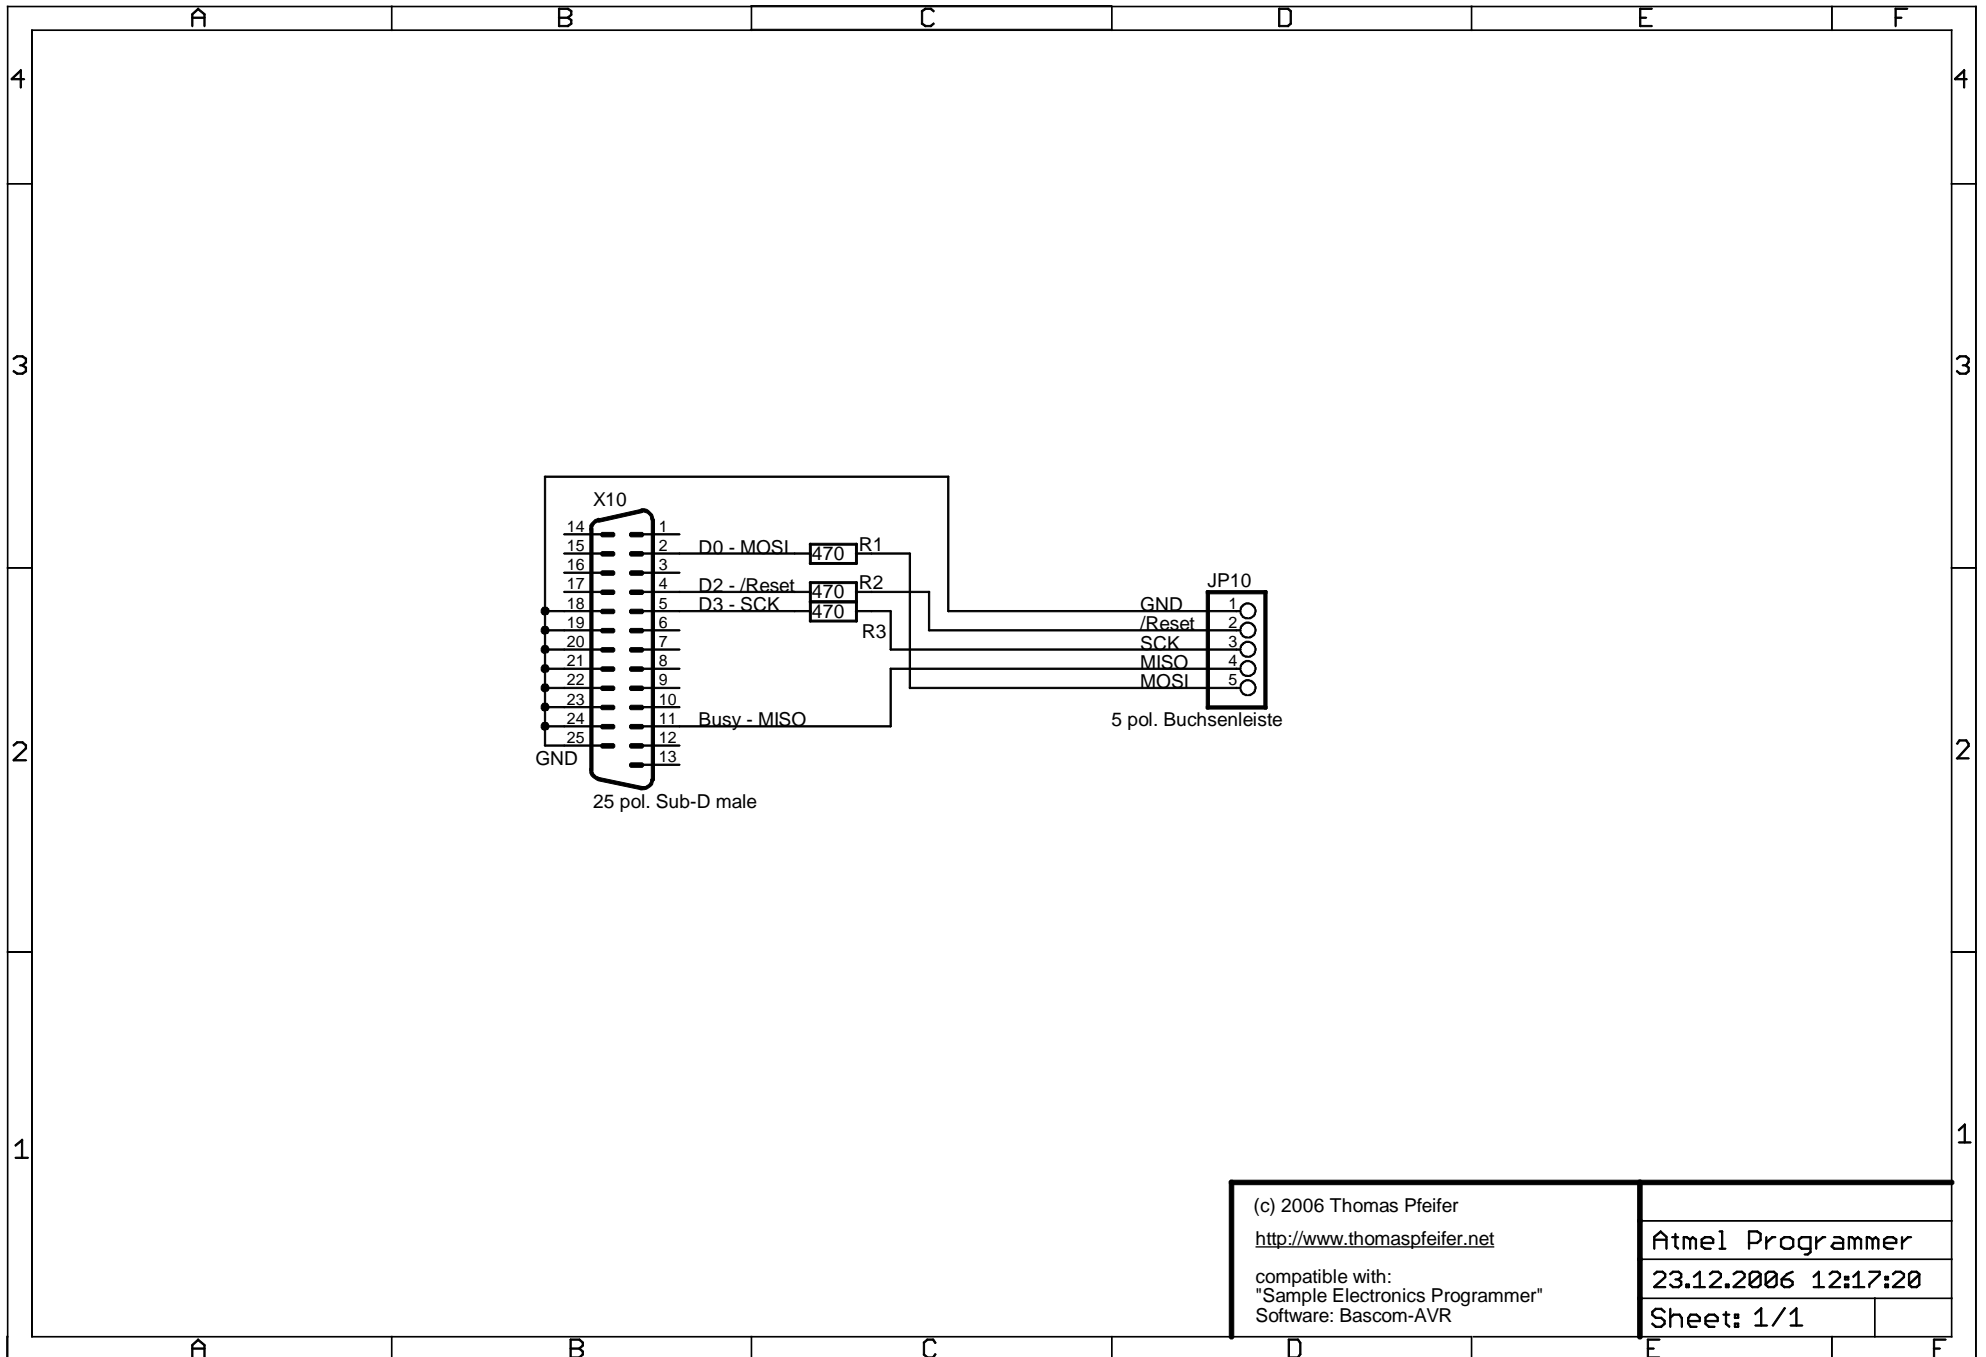 A B C D E F
4 4
3 3
2 2
1 1
X10
14 1
15 2 D0 - MOSI 470 R1
16 3
17 4 D2 - /Reset 470 R2
18 5 D3 - SCK 470
R3
19 6
20 7
21 8
22 9
23 10
24 11 Busy - MISO
25 12
GND 13
25 pol. Sub-D male
JP10
GND 1
/Reset 2
SCK 3
MISO 4
MOSI 5
5 pol. Buchsenleiste
(c) 2006 Thomas Pfeifer
http://www.thomaspfeifer.net
compatible with:
"Sample Electronics Programmer"
Software: Bascom-AVR
Atmel Programmer
23.12.2006 12:17:20
Sheet: 1/1
A B C D E F